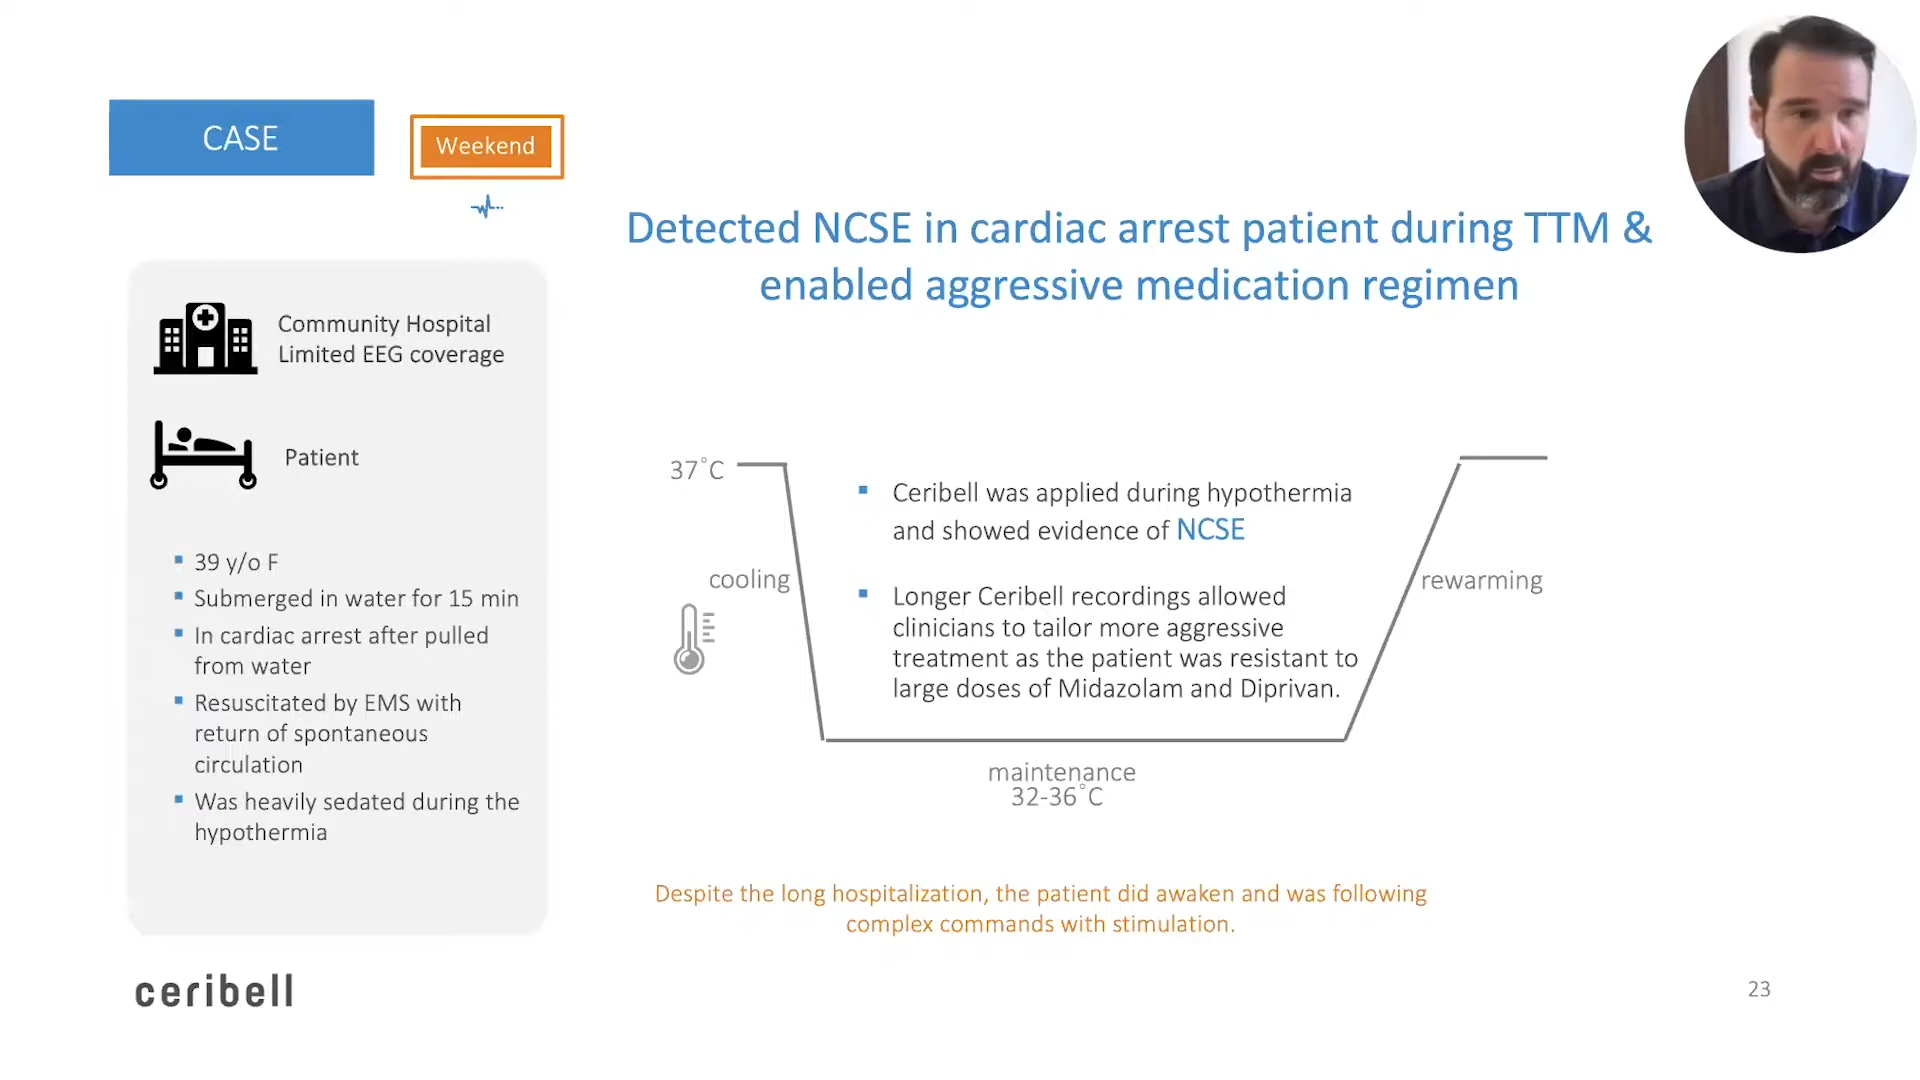 CASE
Weekend
Detected NCSE in cardiac arrest patient during TTM &
enabled aggressive medication regimen
Community Hospital
Limited EEG coverage
Patient
▪ 39 y/o F
▪ Submerged in water for 15 min
▪ In cardiac arrest after pulled
from water
▪ Resuscitated by EMS with
return of spontaneous
circulation
▪ Was heavily sedated during the
hypothermia
37°C
cooling
▪ Ceribell was applied during hypothermia
and showed evidence of NCSE
▪ Longer Ceribell recordings allowed
clinicians to tailor more aggressive
treatment as the patient was resistant to
large doses of Midazolam and Diprivan.
rewarming
maintenance
32-36°C
Despite the long hospitalization, the patient did awaken and was following
complex commands with stimulation.
ceribell
23